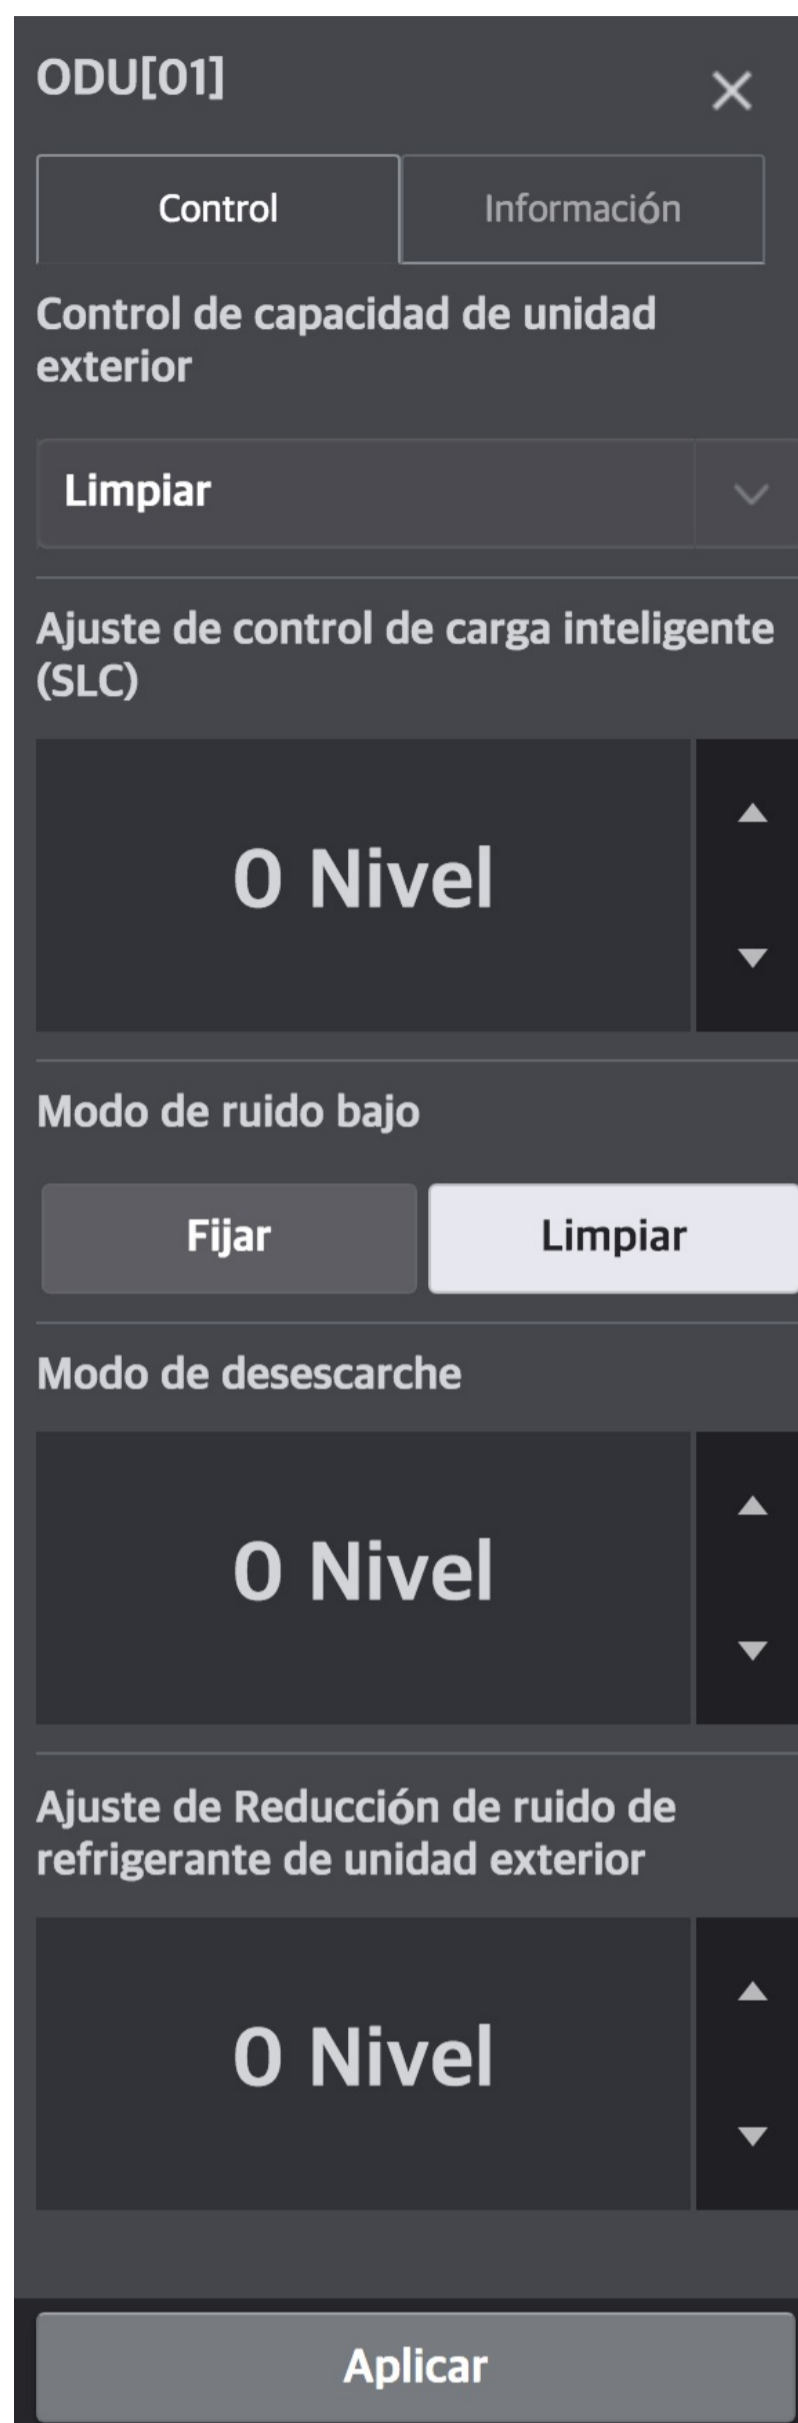 ODU[01]
Control
Información
Control de capacidad de unidad
exterior
Limpiar
Ajuste de control de carga inteligente
(SLC)
0 Nivel
Modo de ruido bajo
Fijar
Limpiar
Modo de desescarche
0 Nivel
Ajuste de Reducción de ruido de
refrigerante de unidad exterior
0 Nivel
Aplicar